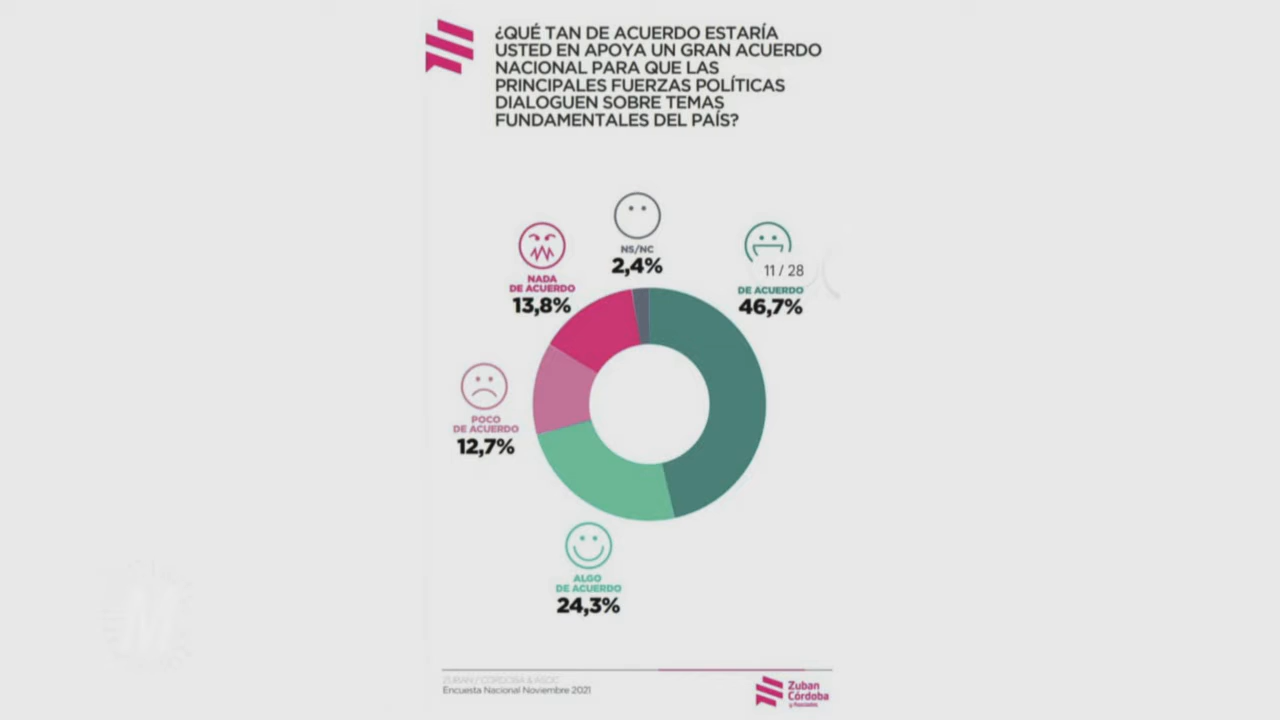 ¿QUÉ TAN DE ACUERDO ESTARÍA
USTED EN APOYA UN GRAN ACUERDO
NACIONAL PARA QUE LAS
PRINCIPALES FUERZAS POLÍTICAS
DIALOGUEN SOBRE TEMAS
FUNDAMENTALES DEL PAÍS?
NS/NC
2,4%
NADA
DE ACUERDO
13,8%
11 / 28
DE ACUERDO
46,7%
POCO
DE ACUERDO
12,7%
ALGO
DE ACUERDO
24,3%
ZUBAN / CÓRDOBA & ASOC
Encuesta Nacional Noviembre 2021
Zuban
Córdoba
y Asociados
M